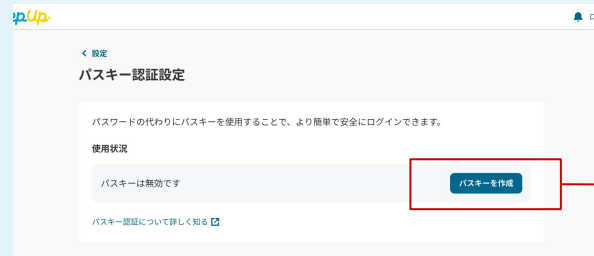 epUp
設定
パスキー認証設定
パスワードの代わりにパスキーを使用することで、より簡単で安全にログインできます。
使用状況
パスキーは無効です
パスキーを作成
パスキー認証について詳しく知る